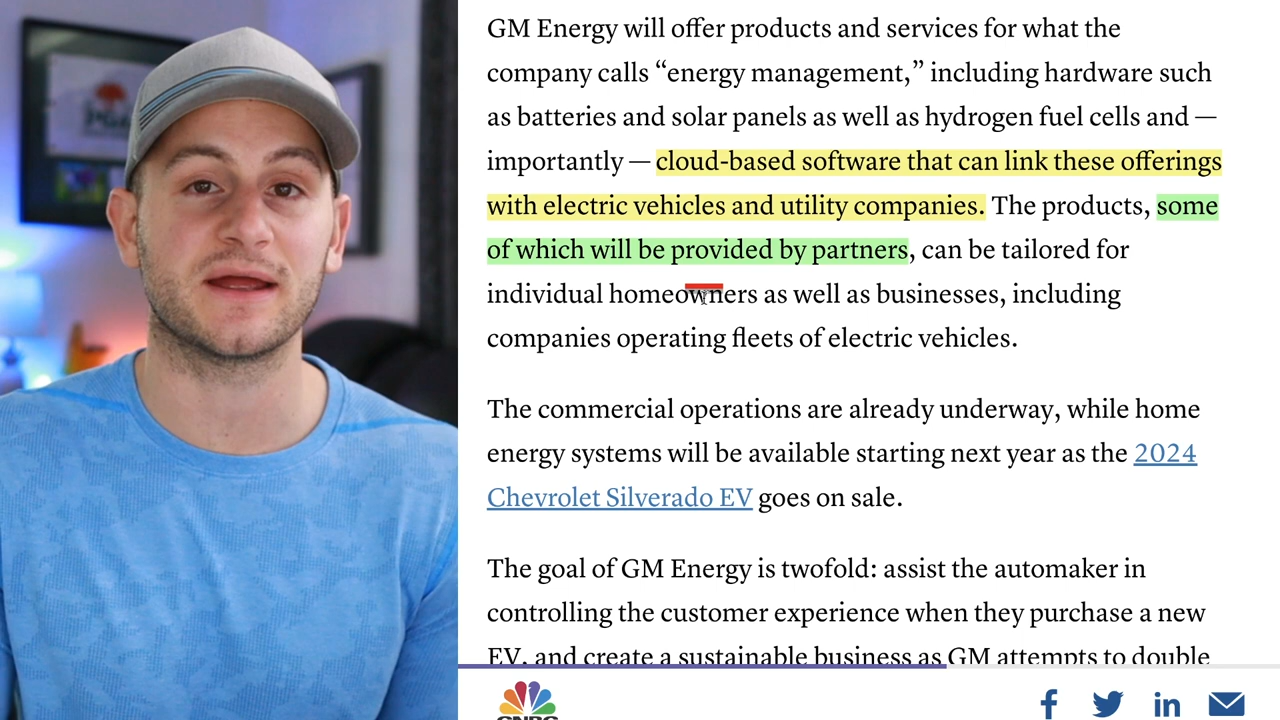 GM Energy will offer products and services for what the
company calls “energy management,” including hardware such
as batteries and solar panels as well as hydrogen fuel cells and —
importantly — cloud-based software that can link these offerings
with electric vehicles and utility companies. The products, some
of which will be provided by partners, can be tailored for
individual homeowners as well as businesses, including
companies operating fleets of electric vehicles.
The commercial operations are already underway, while home
energy systems will be available starting next year as the 2024
Chevrolet Silverado EV goes on sale.
The goal of GM Energy is twofold: assist the automaker in
controlling the customer experience when they purchase a new
EV, and create a sustainable business as GM attempts to double
CNBC